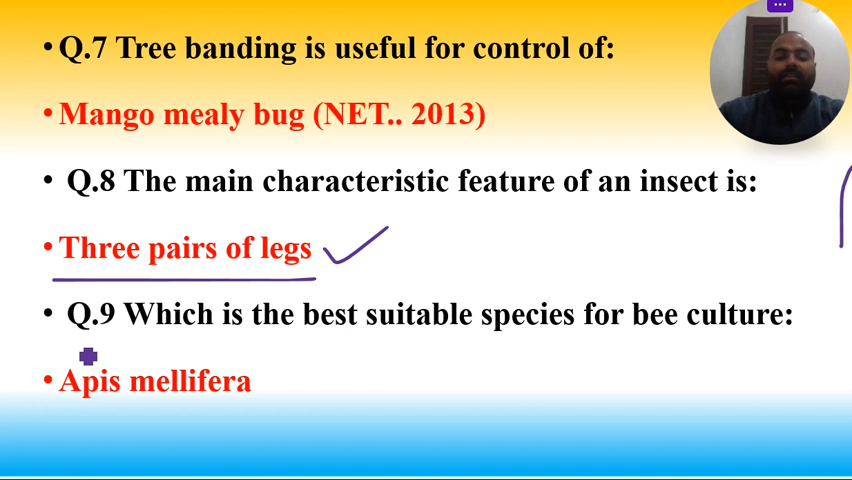 • Q.7 Tree banding is useful for control of:
• Mango mealy bug (NET.. 2013)
• Q.8 The main characteristic feature of an insect is:
• Three pairs of legs
• Q.9 Which is the best suitable species for bee culture:
• Apis mellifera